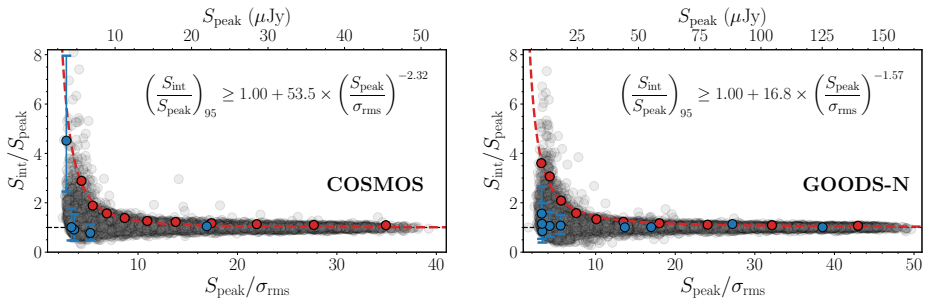 S_peak (μJy)
10 20 30 40 50
8
6
4
2
0
S_int/S_peak
(S_int/S_peak)_95 ≥ 1.00 + 53.5 × (S_peak/σ_rms)^−2.32
COSMOS
10 20 30 40
S_peak/σ_rms
S_peak (μJy)
25 50 75 100 125 150
8
6
4
2
0
S_int/S_peak
(S_int/S_peak)_95 ≥ 1.00 + 16.8 × (S_peak/σ_rms)^−1.57
GOODS-N
10 20 30 40 50
S_peak/σ_rms